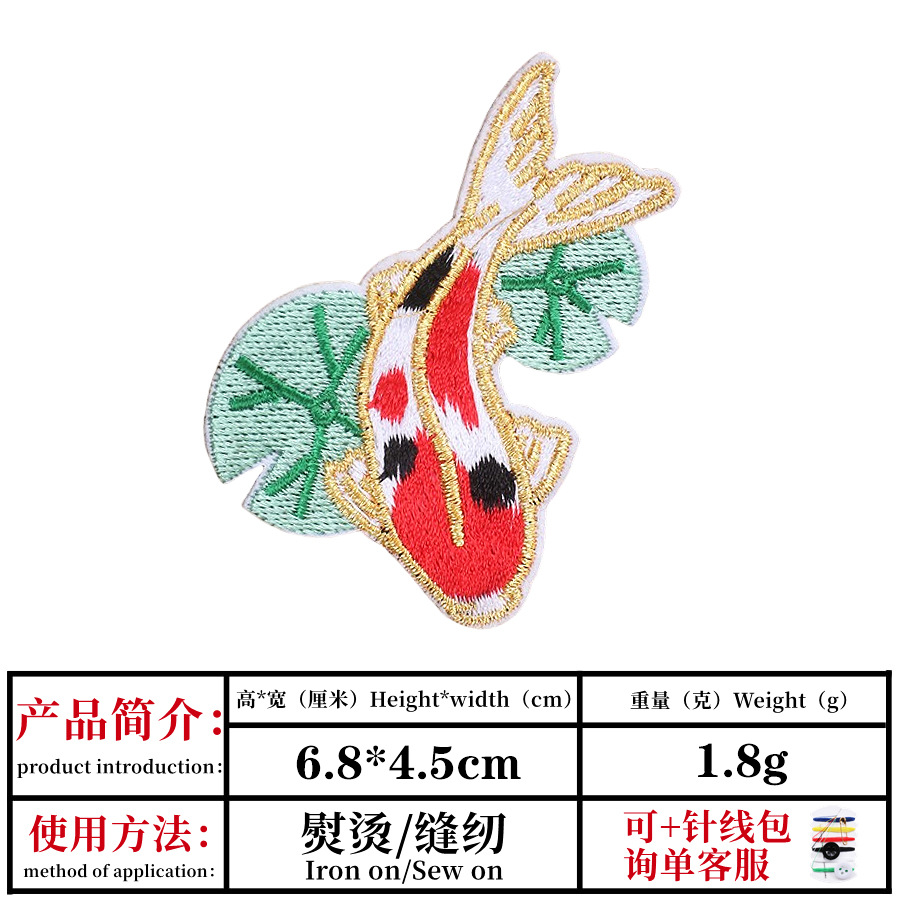 产品简介：
product introduction:
高*宽（厘米）Height*width（cm）
6.8*4.5cm
重量（克）Weight（g）
1.8g
使用方法：
method of application:
熨烫/缝纫
Iron on/Sew on
可+针线包
询单客服